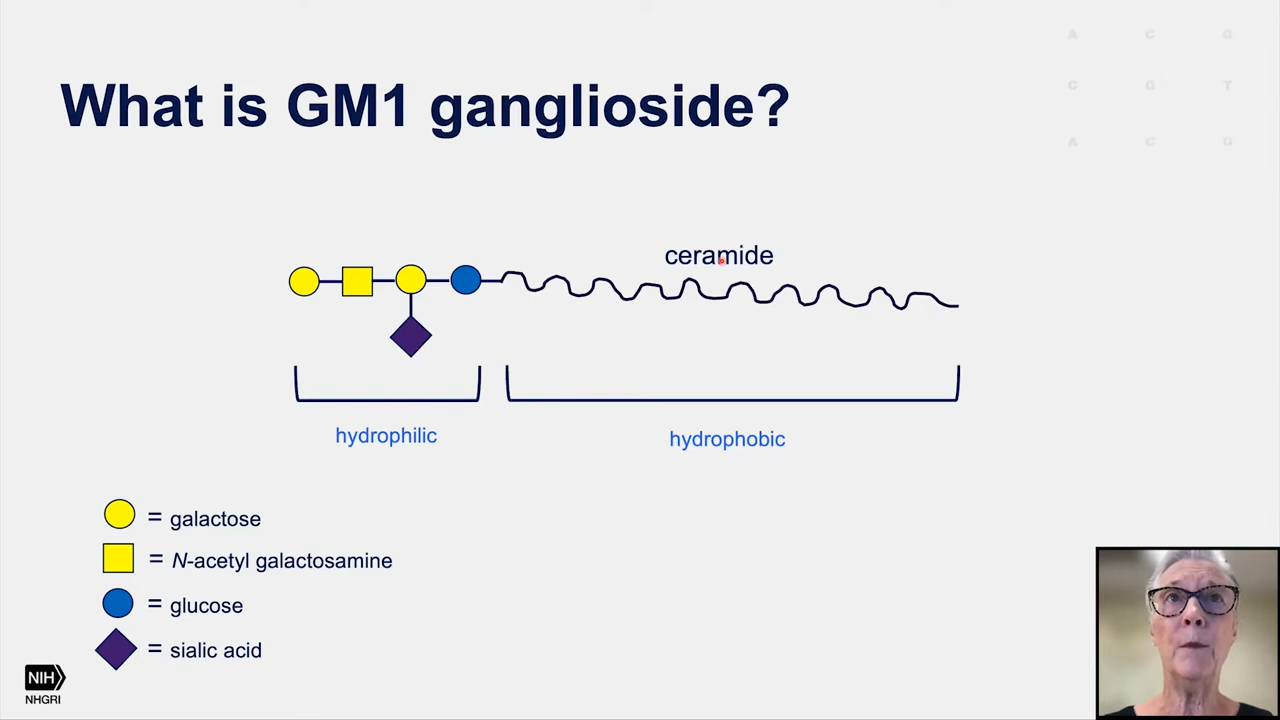 A C G
C G T
A C G
What is GM1 ganglioside?
ceramide
hydrophilic
hydrophobic
= galactose
= N-acetyl galactosamine
= glucose
= sialic acid
NIH
NHGRI